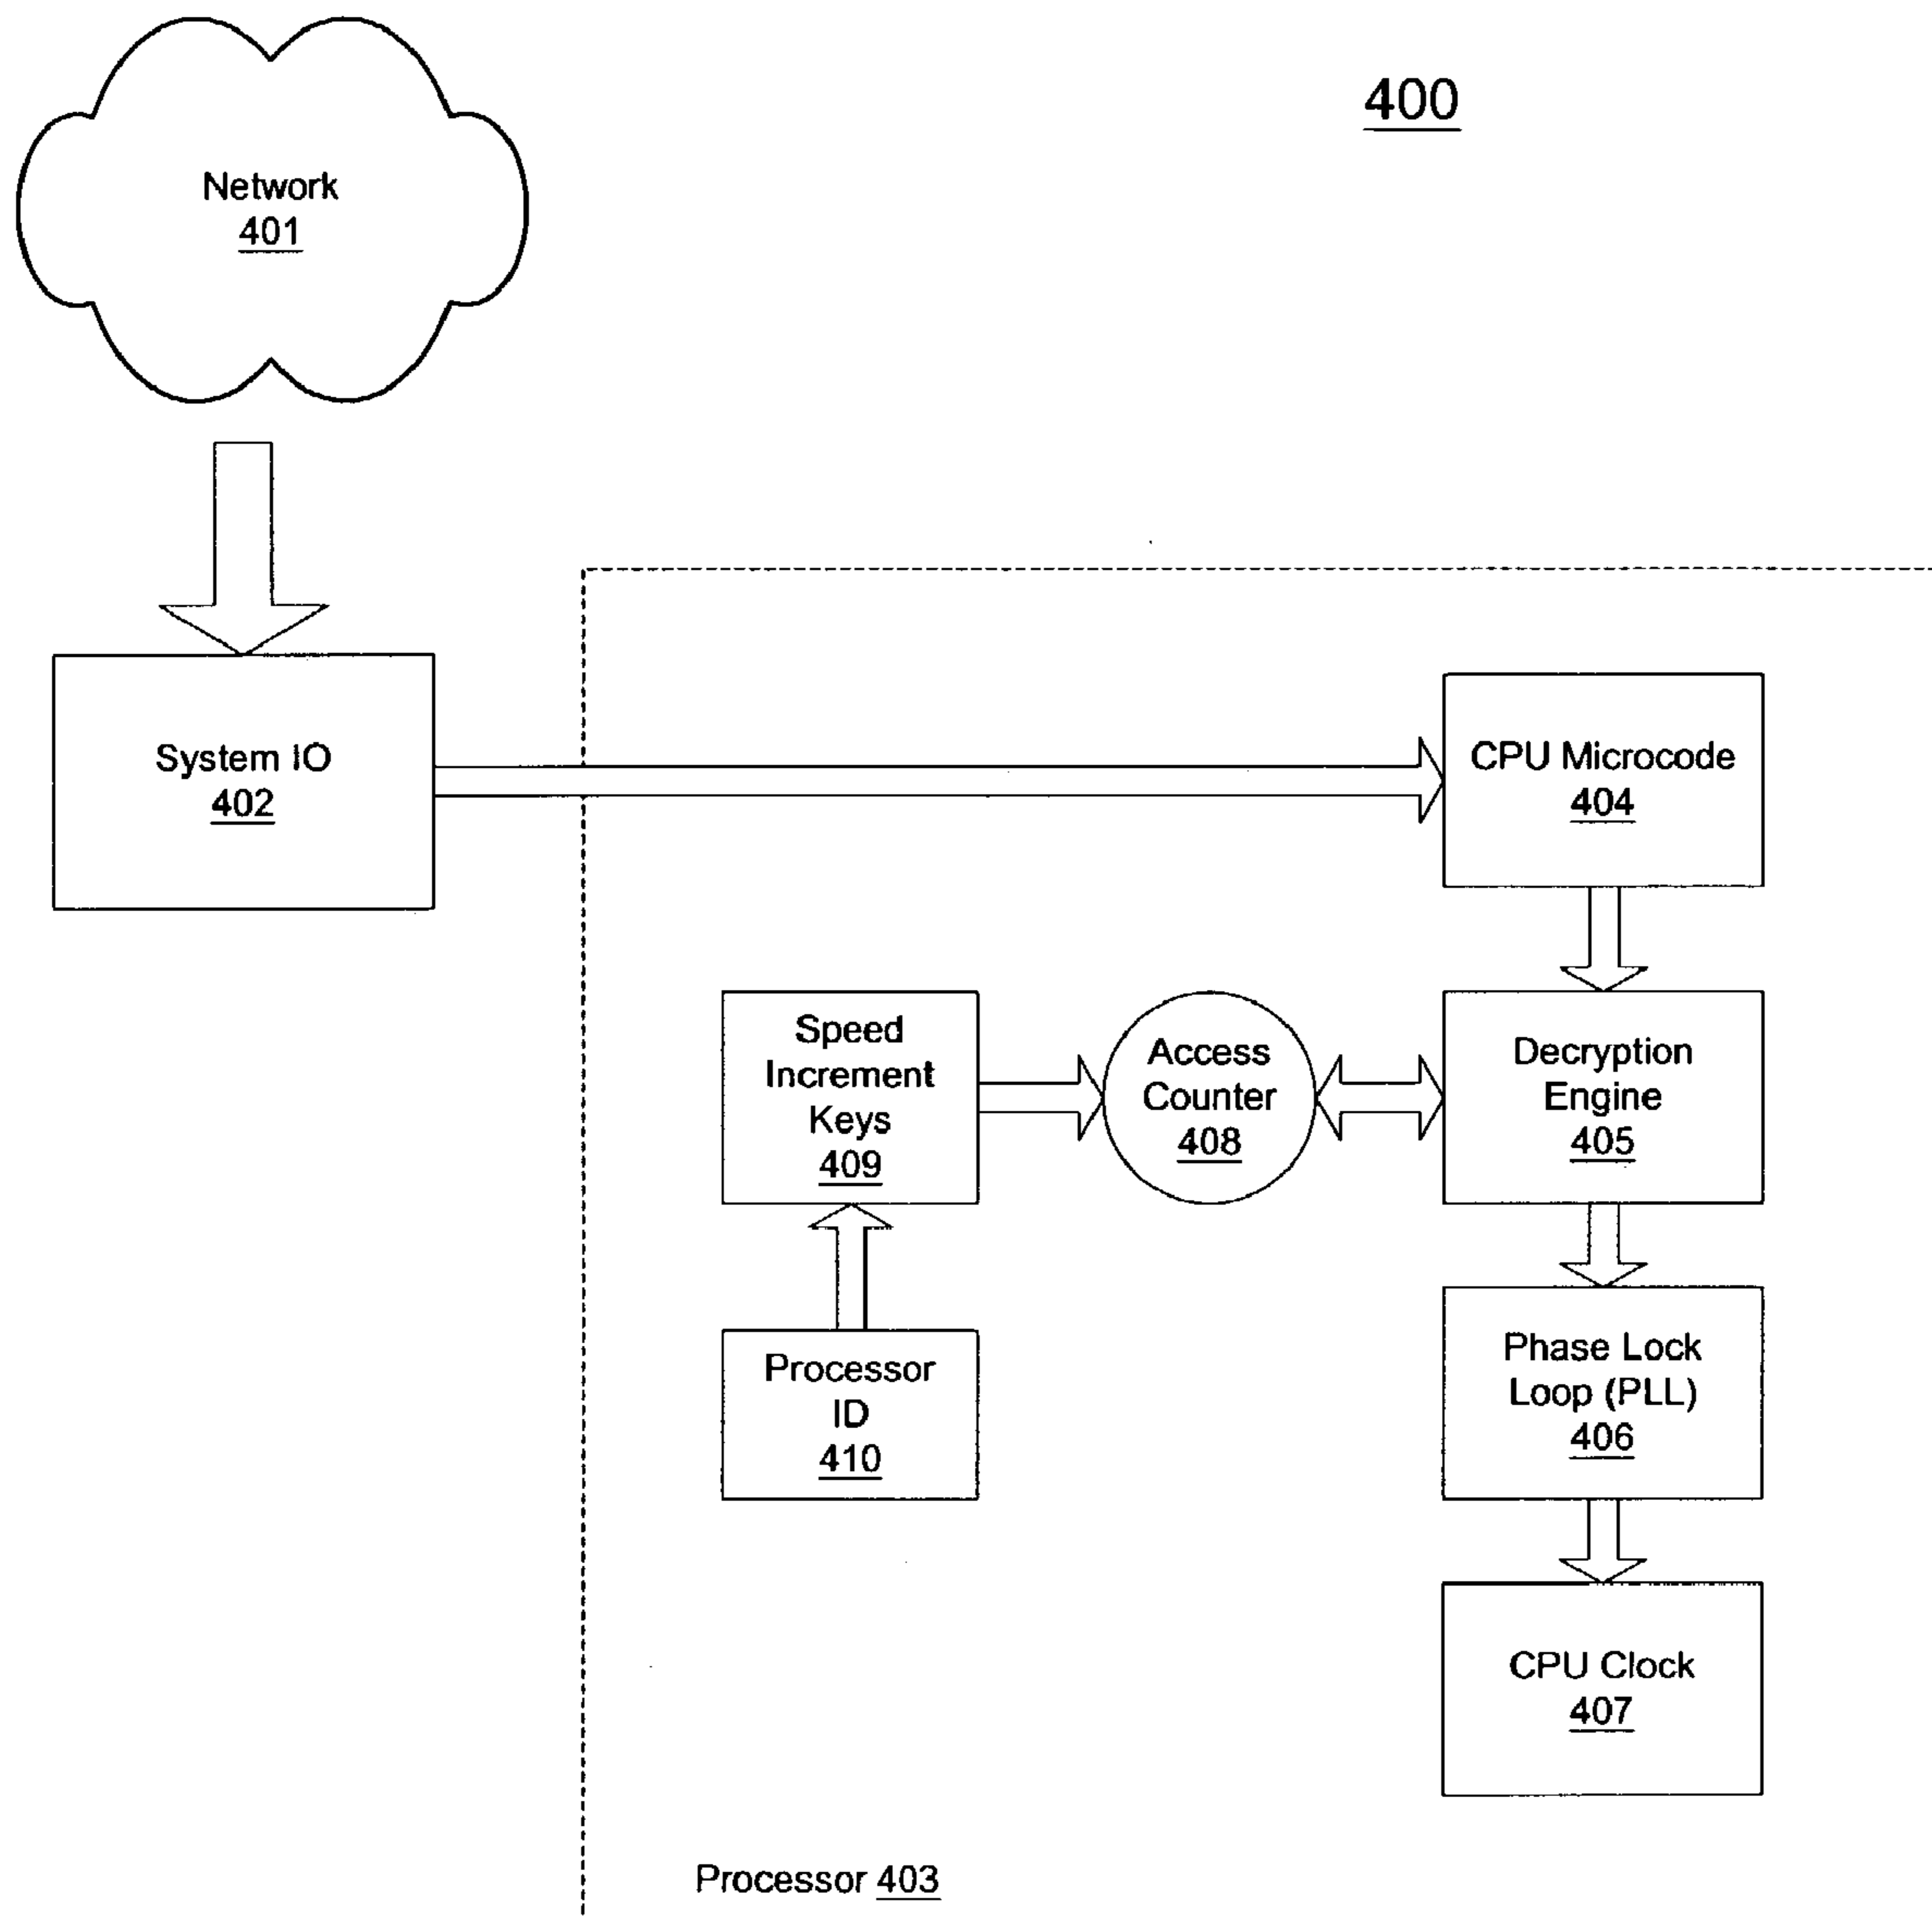 400
Network
401
System IO
402
CPU Microcode
404
Speed
Increment
Keys
409
Access
Counter
408
Decryption
Engine
405
Processor
ID
410
Phase Lock
Loop (PLL)
406
CPU Clock
407
Processor 403